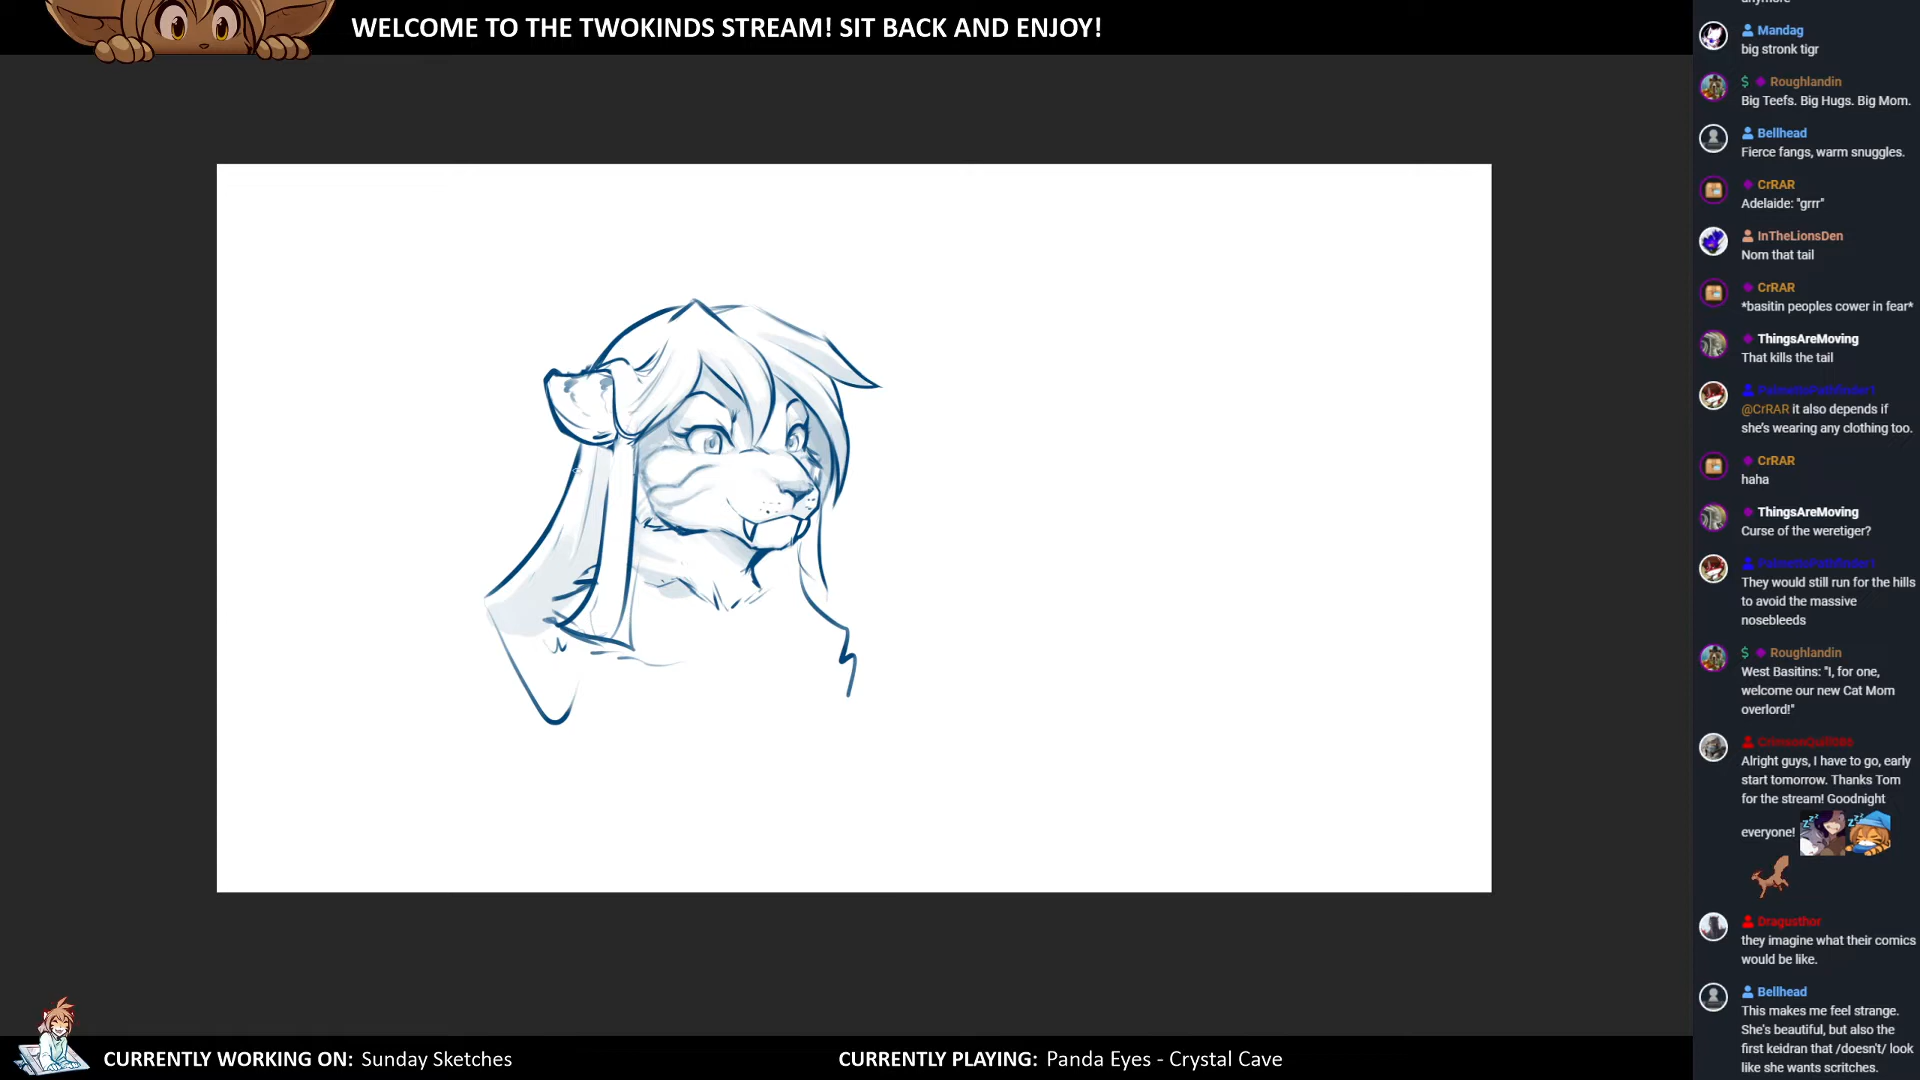 WELCOME TO THE TWOKINDS STREAM! SIT BACK AND ENJOY!
anymore
Mandag
big stronk tigr
$ Roughlandin
Big Teefs. Big Hugs. Big Mom.
Bellhead
Fierce fangs, warm snuggles.
CrRAR
Adelaide: "grrr"
InTheLionsDen
Nom that tail
CrRAR
*basitin peoples cower in fear*
ThingsAreMoving
That kills the tail
PalmettoPathfinder1
@CrRAR it also depends if
she's wearing any clothing too.
CrRAR
haha
ThingsAreMoving
Curse of the weretiger?
PalmettoPathfinder1
They would still run for the hills
to avoid the massive
nosebleeds
$ Roughlandin
West Basitins: "I, for one,
welcome our new Cat Mom
overlord!"
Alright guys, I have to go, early
start tomorrow. Thanks Tom
for the stream! Goodnight
everyone!
Dragusthor
they imagine what their comics
would be like.
Bellhead
This makes me feel strange.
She's beautiful, but also the
first keidran that /doesn't/ look
like she wants scritches.
CURRENTLY WORKING ON: Sunday Sketches
CURRENTLY PLAYING: Panda Eyes - Crystal Cave